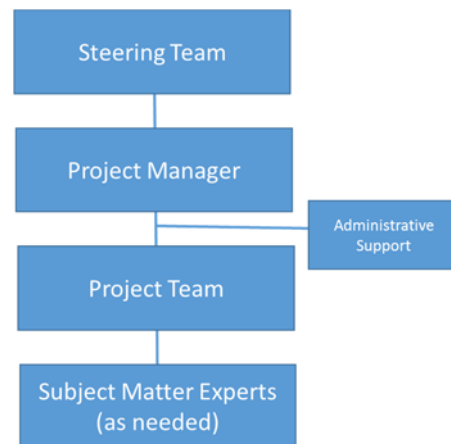 Steering Team
Project Manager
Administrative
Support
Project Team
Subject Matter Experts
(as needed)